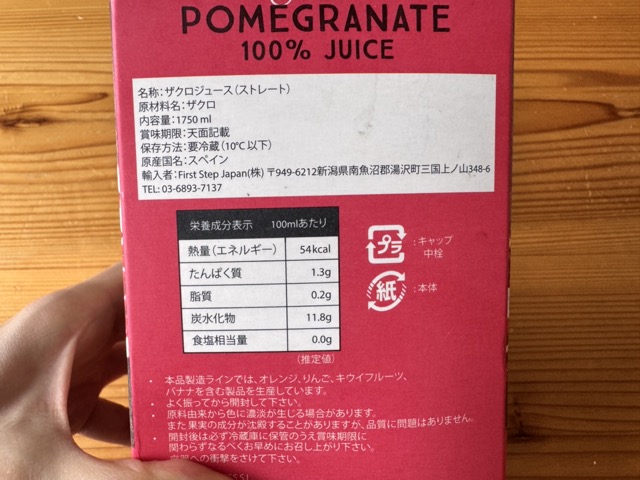 POMEGRANATE
100% JUICE
名称：ザクロジュース（ストレート）
原材料名：ザクロ
内容量：1750 ml
賞味期限：天面記載
保存方法：要冷蔵（10℃以下）
原産国名：スペイン
輸入者：First Step Japan(株) 〒949-6212新潟県南魚沼郡湯沢町三国上ノ山348-6
TEL: 03-6893-7137
栄養成分表示 100mlあたり
熱量（エネルギー） 54kcal
たんぱく質 1.3g
脂質 0.2g
炭水化物 11.8g
食塩相当量 0.0g
（推定値）
プラ ：キャップ
中栓
紙 ：本体
・ 本品製造ラインでは、オレンジ、りんご、キウイフルーツ、
バナナを含む製品を生産しています。
・ よく振ってから開封して下さい。
・ 原料由来から色に濃淡が生じる場合があります。
また果実の成分が沈殿することがありますが、品質に問題はありません。
・ 開封後は必ず冷蔵庫に保管のうえ賞味期限に
関わらずなるべくお早めにお召し上がり下さい。
への衝撃をさけて下さい。